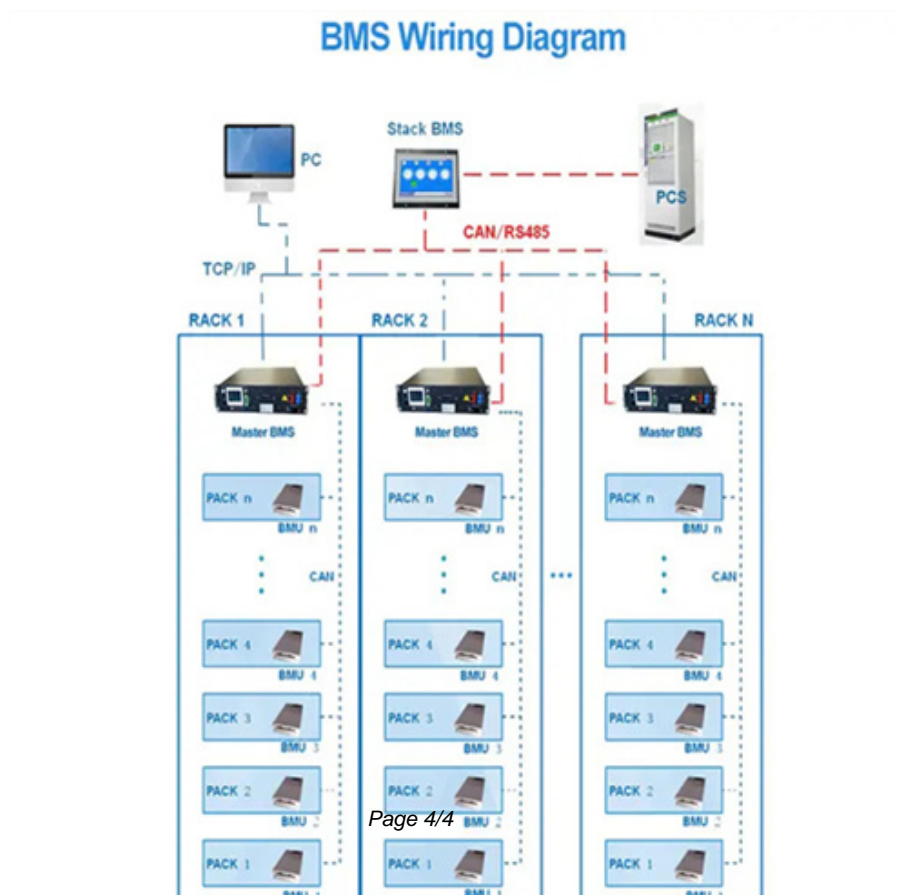 BMS Wiring Diagram
Stack BMS
PC
PCS
CAN/RS485
TCP/IP
RACK 1 RACK 2 RACK N
Master BMS Master BMS Master BMS
PACK n PACK n PACK n
BMU n BMU n BMU n
CAN CAN CAN
PACK 4 PACK 4 PACK 4
BMU 4 BMU 4 BMU 4
PACK 3 PACK 3 PACK 3
BMU 3 BMU 3 BMU 3
PACK 2 PACK 2 PACK 2
BMU 2 Page 4/4 BMU 2 BMU 2
PACK 1 PACK 1 PACK 1